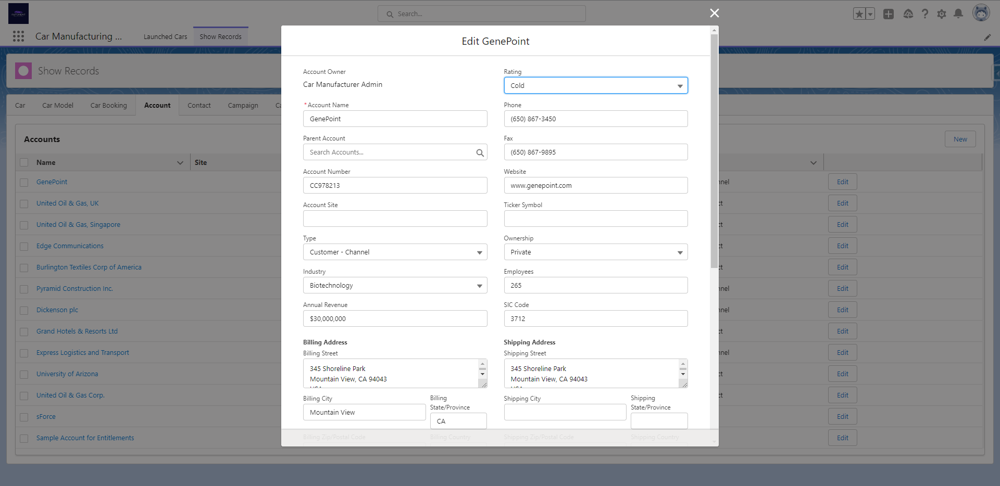 Search...
Car Manufacturing ...
Launched Cars
Show Records
Show Records
Car
Car Model
Car Booking
Account
Contact
Campaign
Accounts
New
Name
Site
GenePoint
Edit
United Oil & Gas, UK
Edit
United Oil & Gas, Singapore
Edit
Edge Communications
Edit
Burlington Textiles Corp of America
Edit
Pyramid Construction Inc.
Edit
Dickenson plc
Edit
Grand Hotels & Resorts Ltd
Edit
Express Logistics and Transport
Edit
University of Arizona
Edit
United Oil & Gas Corp.
Edit
sForce
Edit
Sample Account for Entitlements
Edit
Edit GenePoint
Account Owner
Car Manufacturer Admin
Rating
Cold
*Account Name
GenePoint
Phone
(650) 867-3450
Parent Account
Search Accounts...
Fax
(650) 867-9895
Account Number
CC978213
Website
www.genepoint.com
Account Site
Ticker Symbol
Type
Customer - Channel
Ownership
Private
Industry
Biotechnology
Employees
265
Annual Revenue
$30,000,000
SIC Code
3712
Billing Address
Billing Street
345 Shoreline Park
Mountain View, CA 94043
Shipping Address
Shipping Street
345 Shoreline Park
Mountain View, CA 94043
Billing City
Mountain View
Billing
State/Province
CA
Shipping City
Shipping
State/Province
Billing Zip/Postal Code
Billing Country
Shipping Zip/Postal Code
Shipping Country